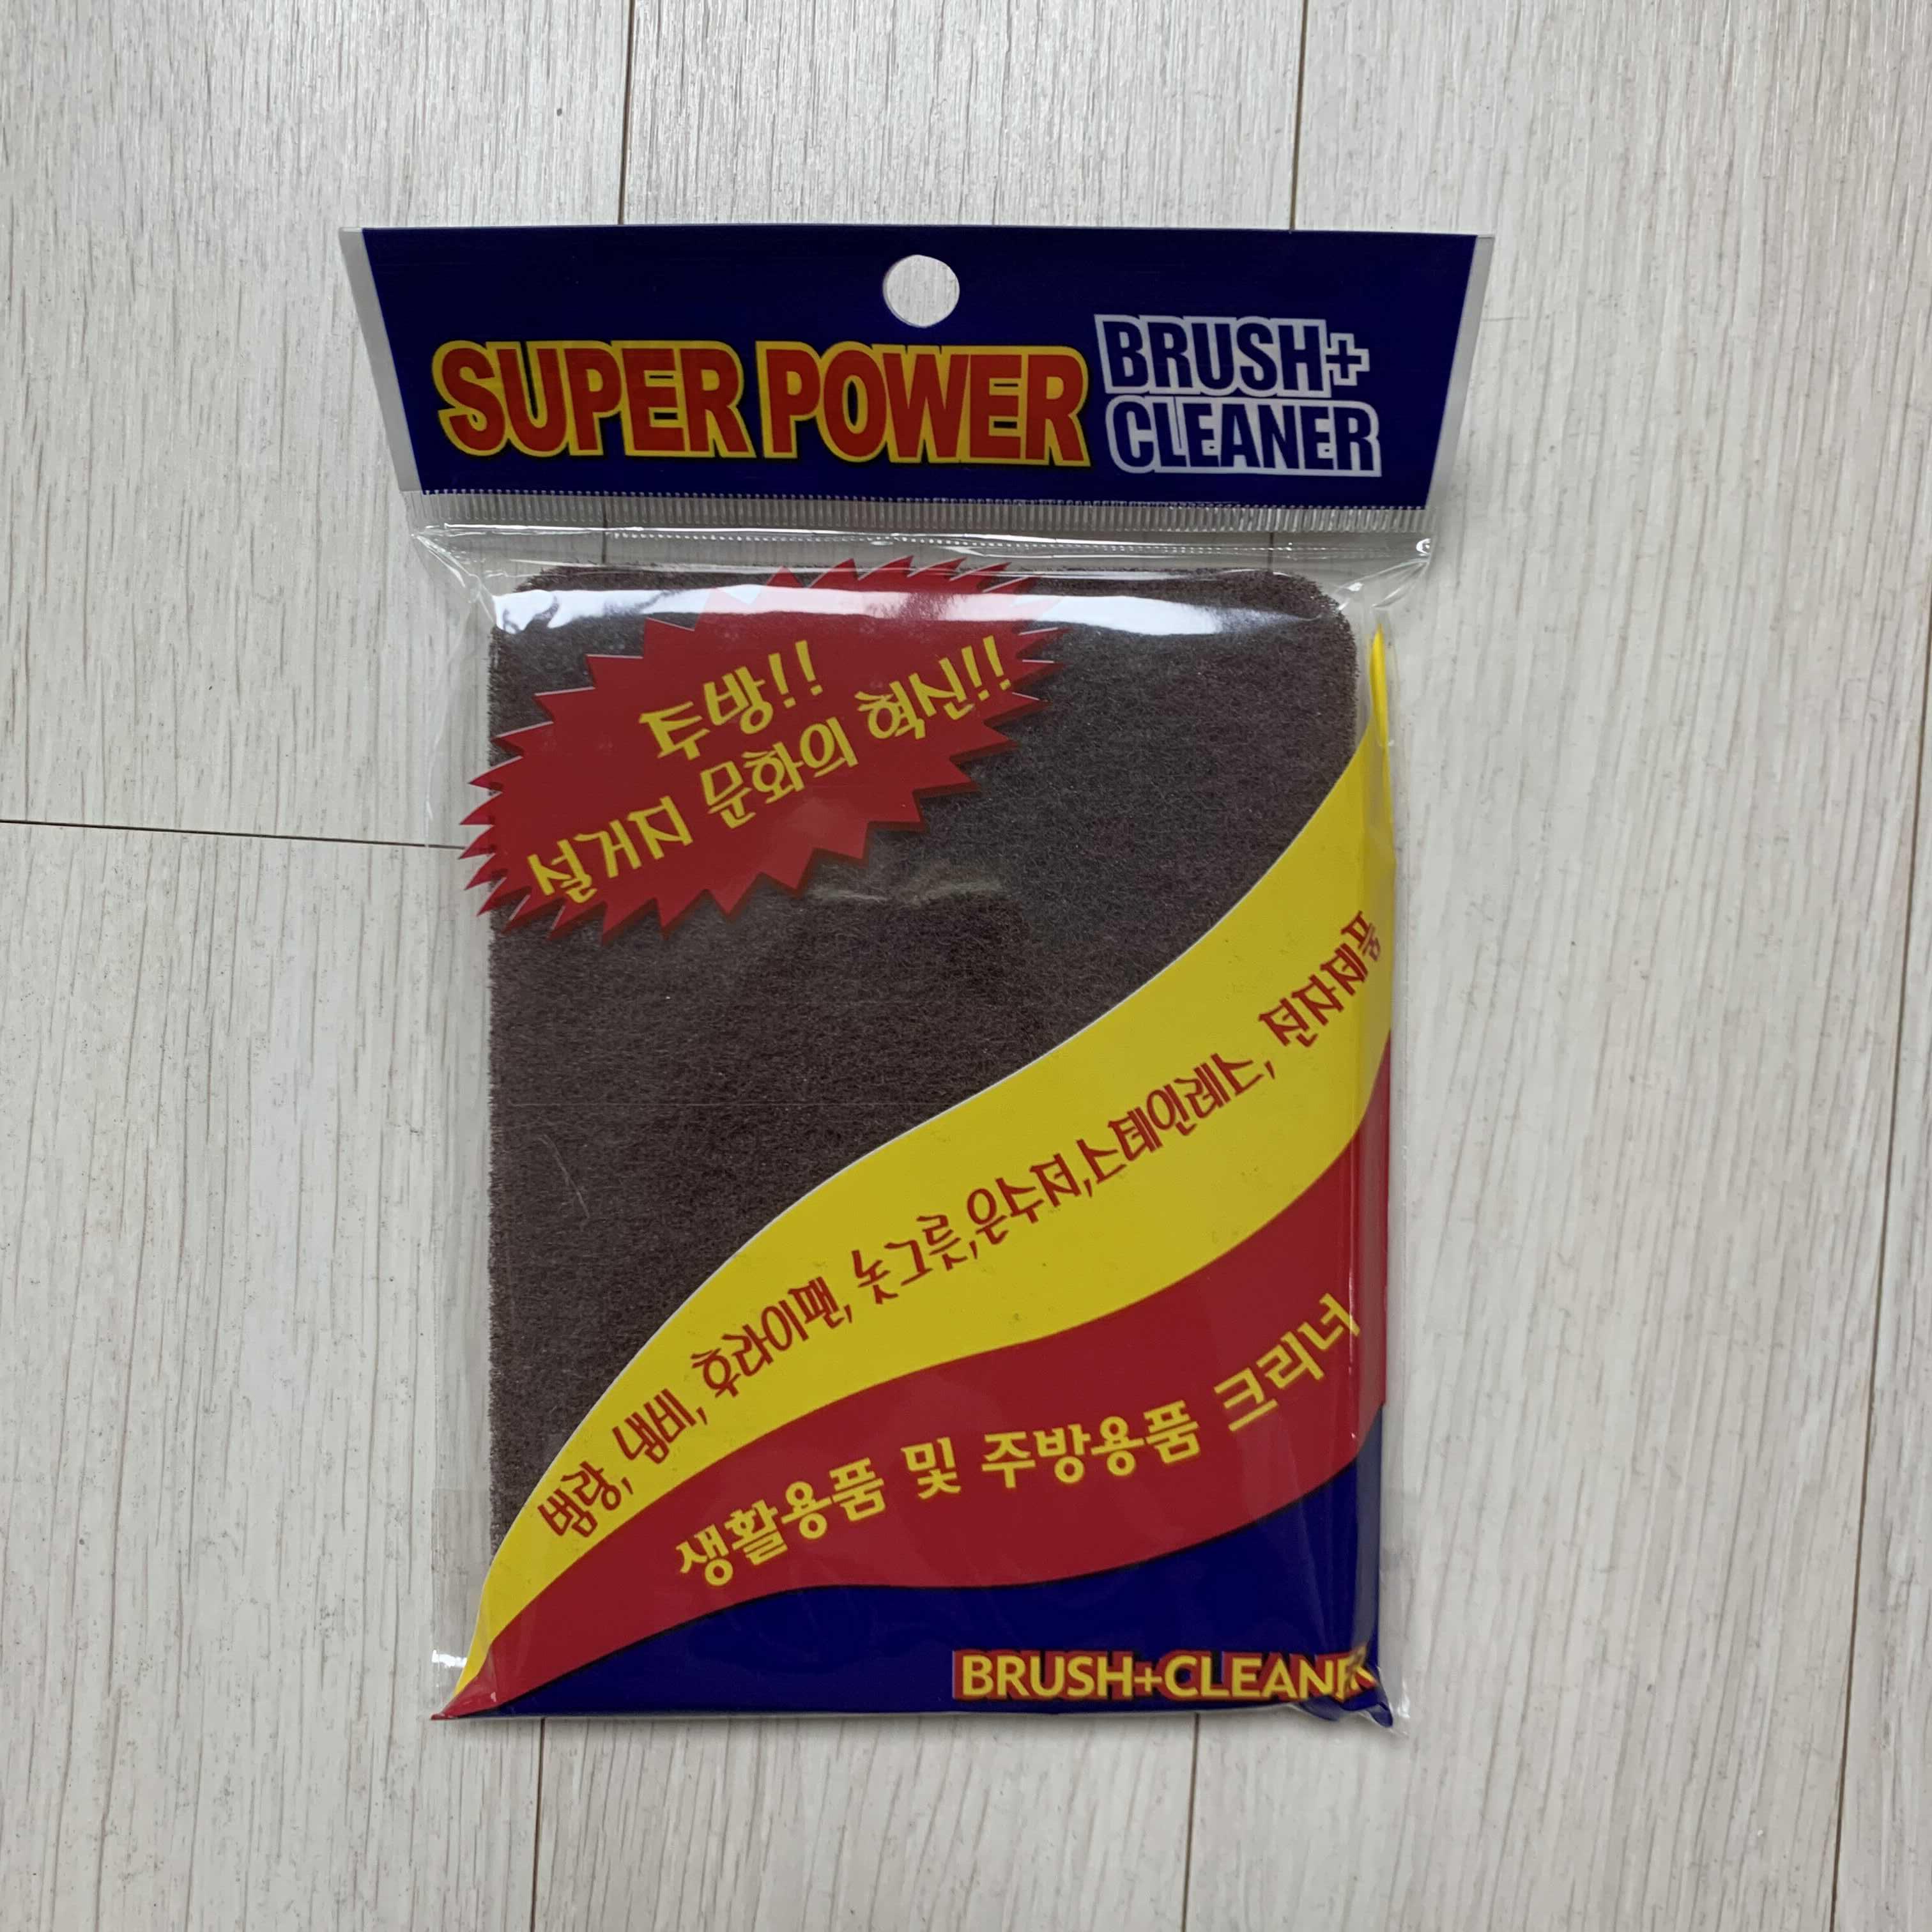 SUPER POWER BRUSH+
CLEANER
주방!!
설거지 문화의 혁신!!
뱀랑, 냄비, 후라이팬, 놋그릇,은수저,스테인레스, 전자제품
생활용품 및 주방용품 크리너
BRUSH+CLEANER